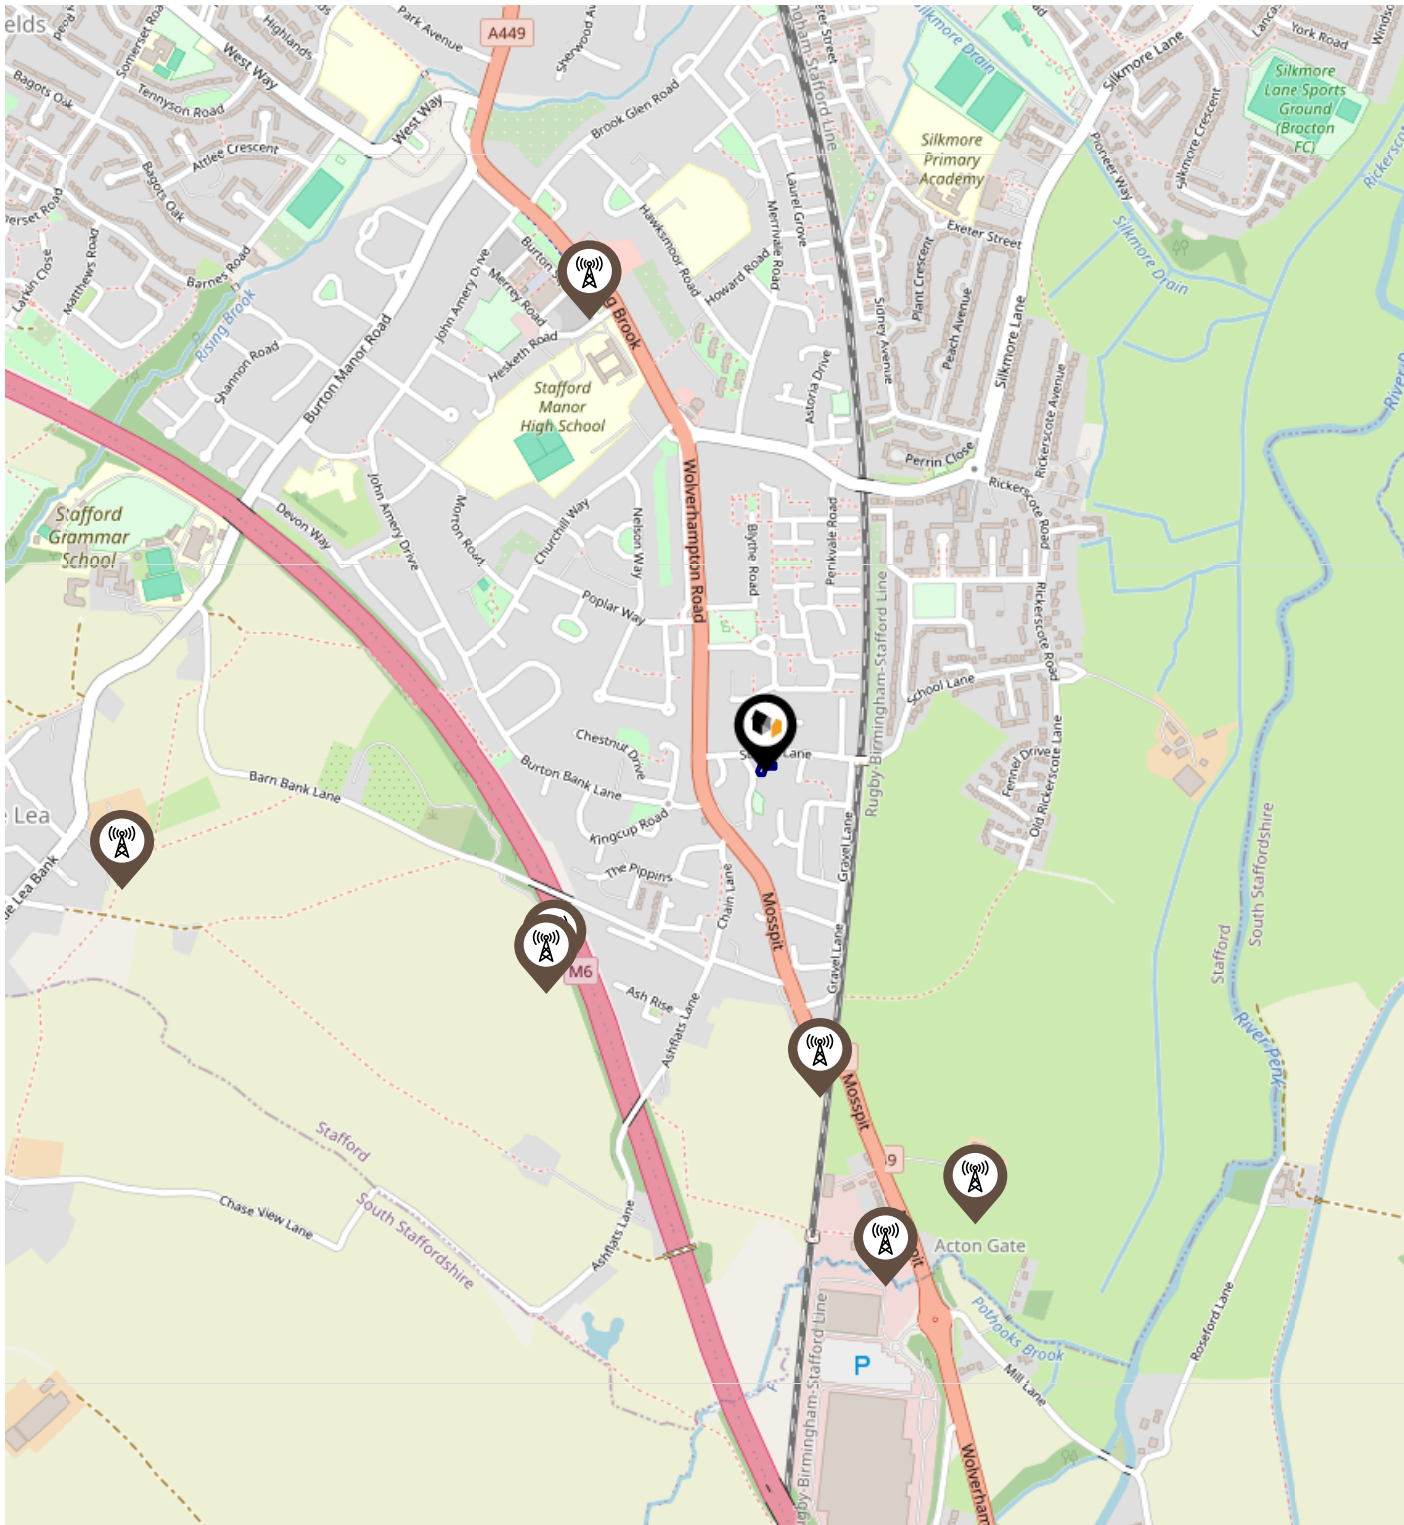 elds
Park Avenue
A449
Highlands
West Way
Bagots Oak
Tennyson Road
West Way
Attlee Crescent
Bagots Oak
Brook Glen Road
Silkmore Drain
Silkmore Lane
York Road
Silkmore
Lane Sports
Ground
(Brocton
FC)
Silkmore
Primary
Academy
Pioneer Way
Silkmore Crescent
Laurel Grove
Merrivale Road
Hawksmoor Road
Howard Road
Exeter Street
Silkmore Drain
Larkin Close
Matthews Road
Barnes Road
Rising Brook
John Amery Drive
Merrey Road
Hesketh Road
g Brook
Sidney Avenue
Plant Crescent
Peach Avenue
Silkmore Lane
Shannon Road
Burton Manor Road
Stafford
Manor
High School
Astoria Drive
Rickerscote Avenue
Perrin Close
Rickerscote Road
Stafford
Grammar
School
Devon Way
John Amery Drive
Morton Road
Churchill Way
Nelson Way
Wolverhampton Road
Blythe Road
Penkvale Road
Poplar Way
Rugby-Birmingham-Stafford Line
Rickerscote Road
School Lane
Chestnut Drive
Burton Bank Lane
Kingcup Road
Barn Bank Lane
Lea
Fennel Drive
Old Rickerscote Lane
The Pippins
Chain Lane
Gravel Lane
Mosspit
Gravel Lane
Stafford
South Staffordshire
M6
Ash Rise
Ashflats Lane
River Penk
Mosspit
Stafford
South Staffordshire
Chase View Lane
Ashflats Lane
Acton Gate
Pothooks Brook
Mill Lane
Roseford Lane
P
Rugby-Birmingham-Stafford Line
Wolverham